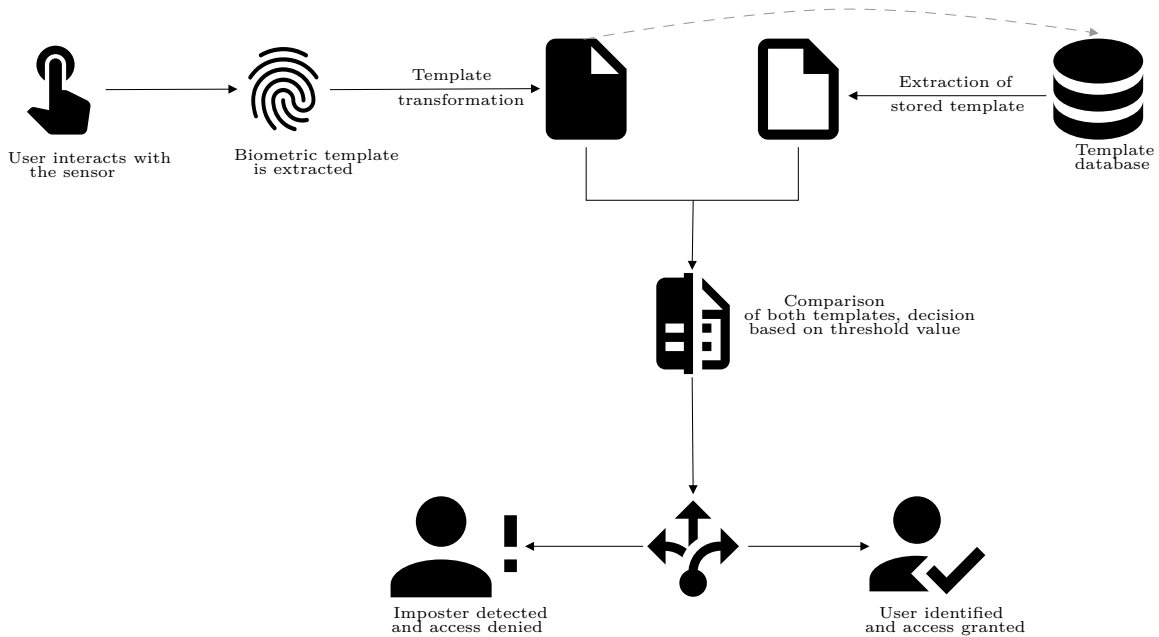 Template
transformation
Extraction of
stored template
User interacts with
the sensor
Biometric template
is extracted
Template
database
Comparison
of both templates, decision
based on threshold value
Imposter detected
and access denied
User identified
and access granted